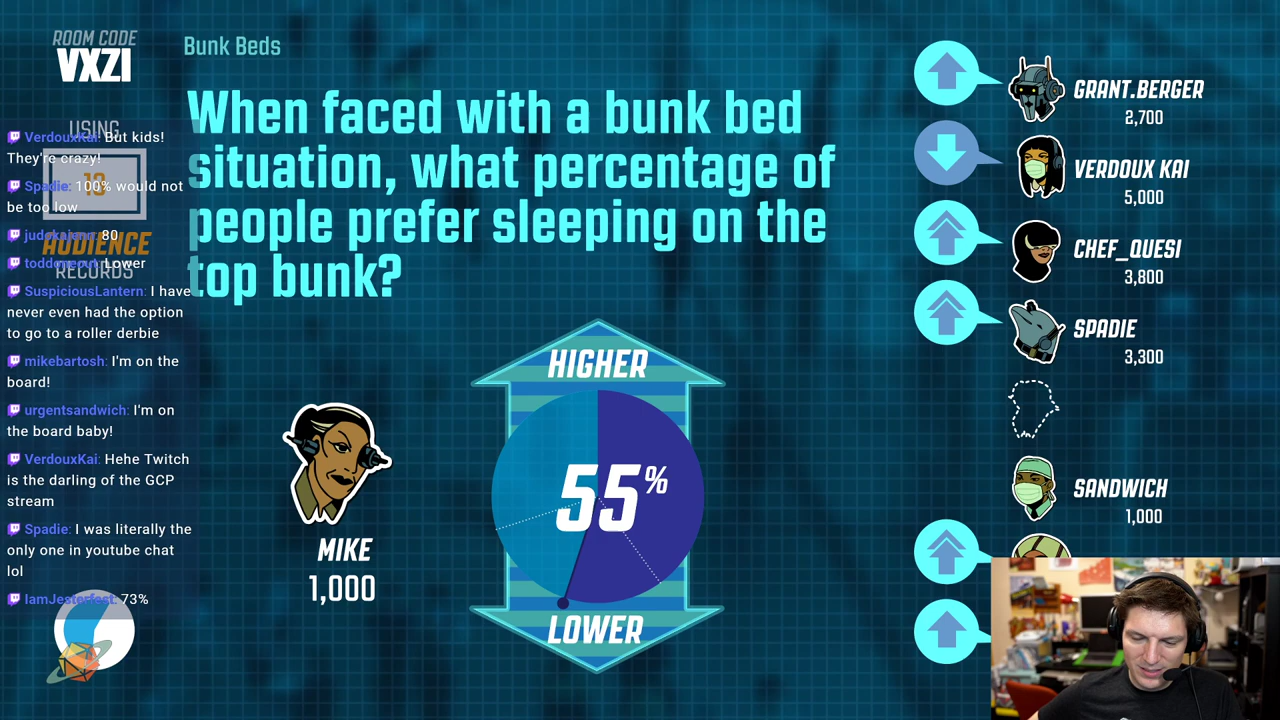 ROOM CODE
VXZI
Bunk Beds
When faced with a bunk bed
situation, what percentage of
people prefer sleeping on the
top bunk?
USING
AUDIENCE
RECORDS
VerdouxKai: But kids!
They're crazy!
Spadie: 100% would not
be too low
80
Lower
SuspiciousLantern: I have
never even had the option
to go to a roller derbie
mikebartosh: I'm on the
board!
urgentsandwich: I'm on
the board baby!
VerdouxKai: Hehe Twitch
is the darling of the GCP
stream
Spadie: I was literally the
only one in youtube chat
lol
IamJesterfest: 73%
HIGHER
55%
LOWER
MIKE
1,000
GRANT.BERGER
2,700
VERDOUX KAI
5,000
CHEF_QUESI
3,800
SPADIE
3,300
SANDWICH
1,000